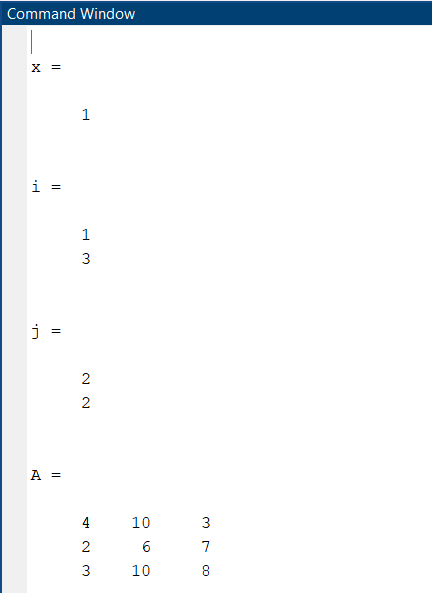 Command Window
x =
1
i =
1
3
j =
2
2
A =
4 10 3
2 6 7
3 10 8